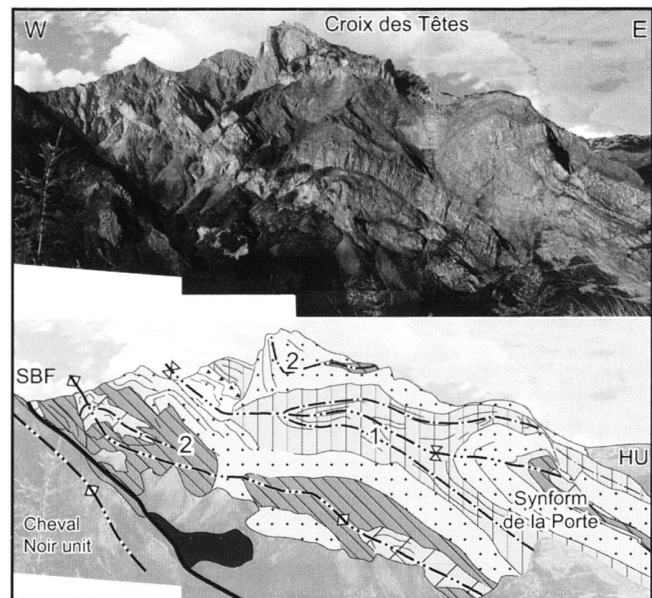 W
Croix des Têtes
E
SBF
2
2
1
HU
Synform
de la Porte
Cheval
Noir unit